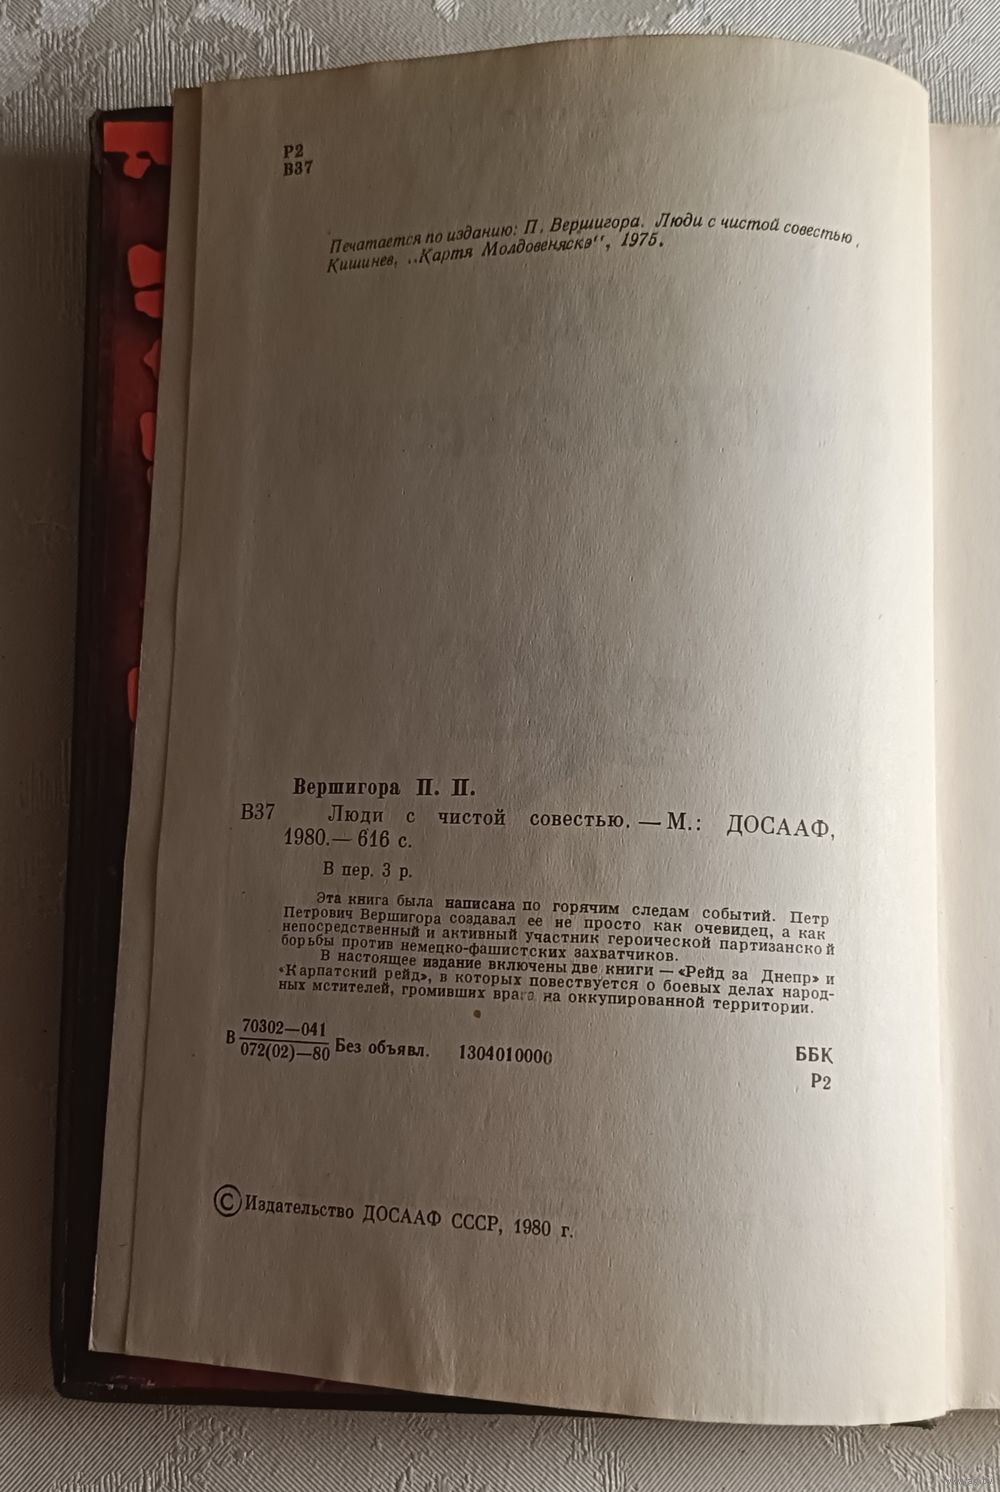 Р2
В37
Печатается по изданию: П. Вершигора. Люди с чистой совестью,
Кишинев, „Картя Молдовеняскэ“, 1975.
Вершигора П. П.
В37 Люди с чистой совестью. — М.: ДОСААФ,
1980.— 616 с.
В пер. 3 р.
Эта книга была написана по горячим следам событий. Петр
Петрович Вершигора создавал ее не просто как очевидец, а как
непосредственный и активный участник героической партизанской
борьбы против немецко-фашистских захватчиков.
В настоящее издание включены две книги — «Рейд за Днепр» и
«Карпатский рейд», в которых повествуется о боевых делах народ-
ных мстителей, громивших врага на оккупированной территории.
70302—041
В 072(02)—80 Без объявл. 1304010000
ББК
Р2
© Издательство ДОСААФ СССР, 1980 г.